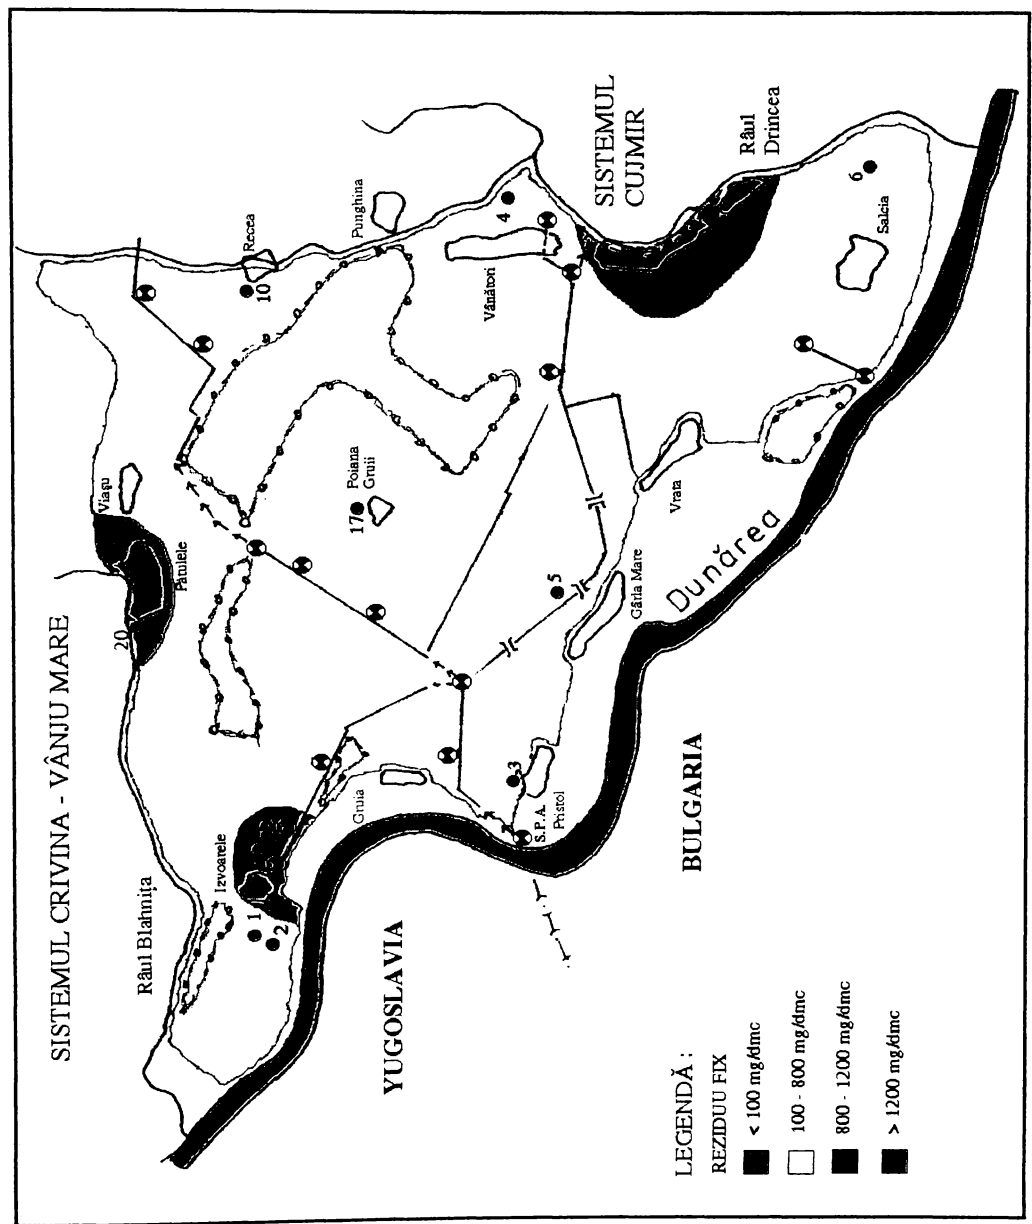 SISTEMUL CRIVINA - VÂNJU MARE
Râul Blahnița
Izvoarele
1
2
20
Pătulele
Viașu
10
Recea
Punghina
4
SISTEMUL
CUJMIR
Râul
Drincea
6
Salcia
Vânători
17
Poiana
Gruii
5
Vrata
Gârla Mare
Dunărea
Gruia
3
S.P.A.
Pristol
YUGOSLAVIA
BULGARIA
LEGENDĂ :
REZIDUU FIX
< 100 mg/dmc
100 - 800 mg/dmc
800 - 1200 mg/dmc
> 1200 mg/dmc